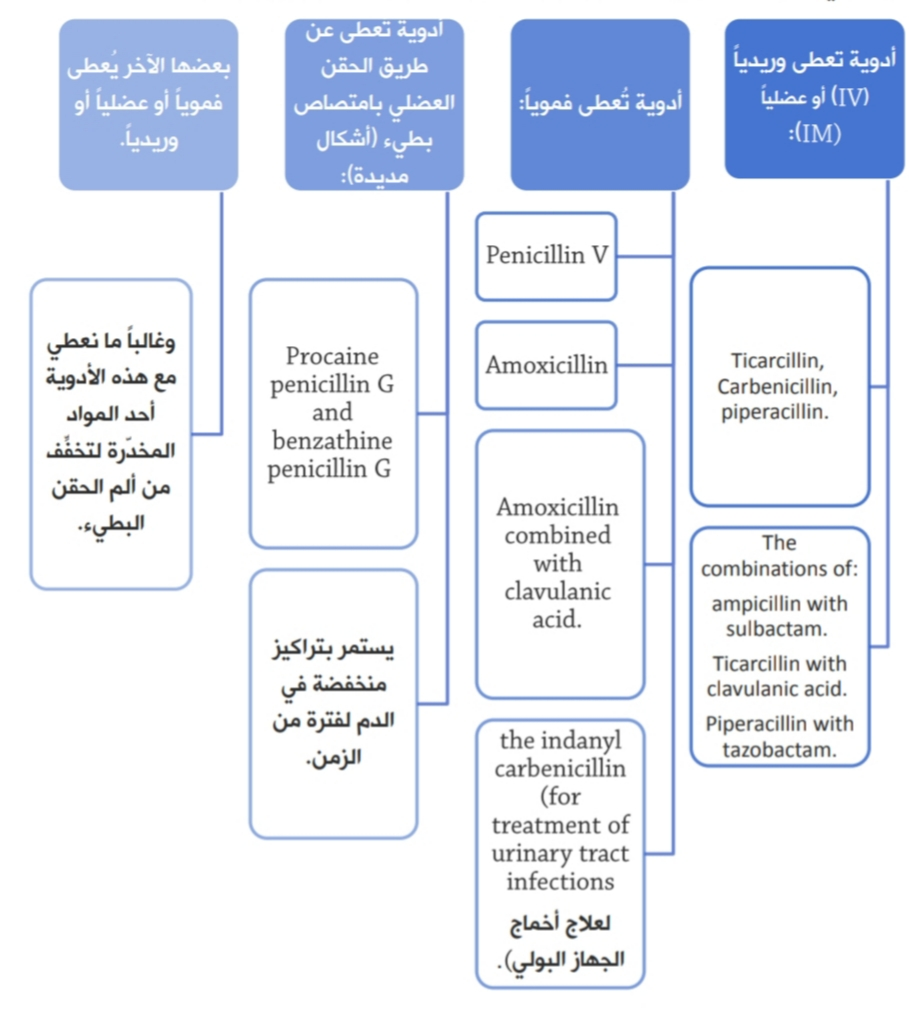 أدوية تعطى وريدياً
(IV) أو عضلياً
(IM):
Ticarcillin,
Carbenicillin,
piperacillin.
The
combinations of:
ampicillin with
sulbactam.
Ticarcillin with
clavulanic acid.
Piperacillin with
tazobactam.
أدوية تُعطى فموياً:
Penicillin V
Amoxicillin
Amoxicillin
combined
with
clavulanic
acid.
the indanyl
carbenicillin
(for
treatment of
urinary tract
infections
لعلاج أخماج
الجهاز البولي).
أدوية تعطى عن
طريق الحقن
العضلي بامتصاص
بطيء (أشكال
مديدة):
Procaine
penicillin G
and
benzathine
penicillin G
يستمر بتراكيز
منخفضة في
الدم لفترة من
الزمن.
بعضها الآخر يُعطى
فموياً أو عضلياً أو
وريدياً.
وغالباً ما نعطي
مع هذه الأدوية
أحد المواد
المخدّرة لتخفِّف
من ألم الحقن
البطيء.